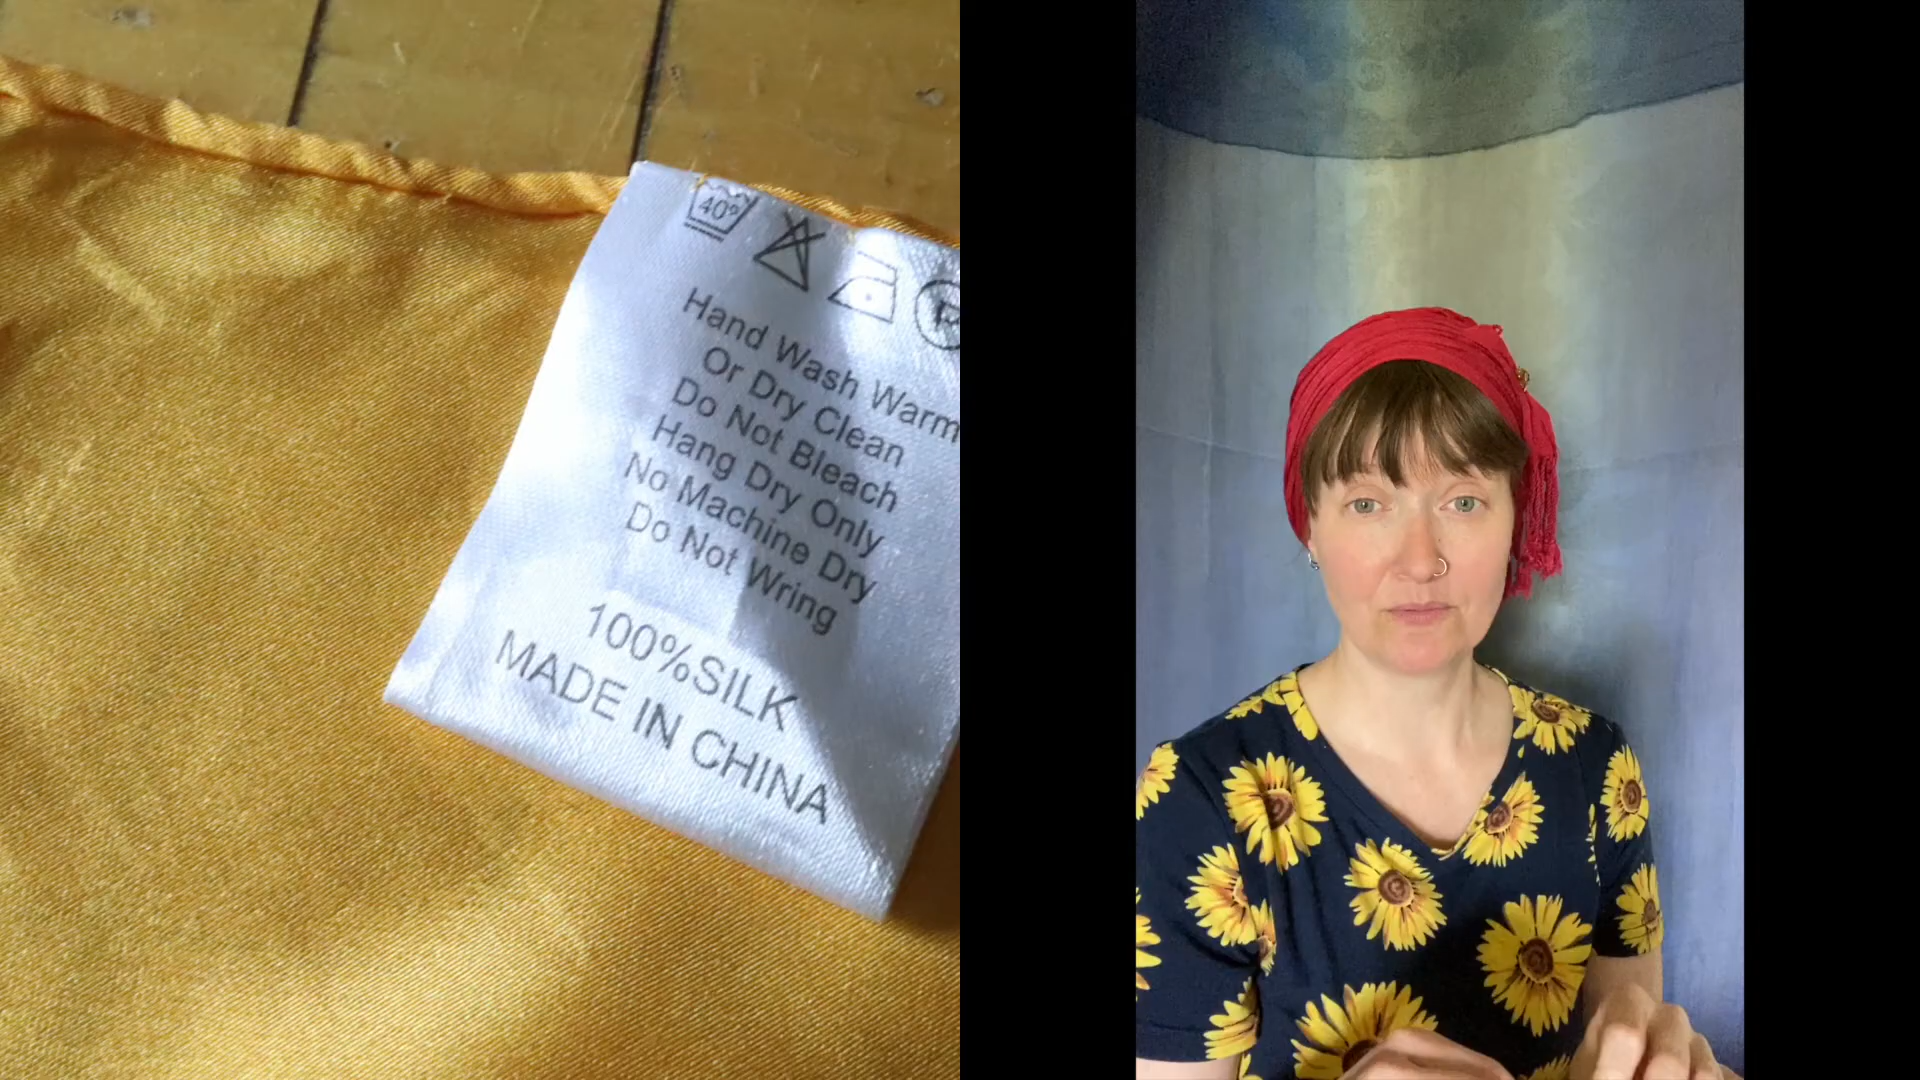 40°
P
Hand Wash Warm
Or Dry Clean
Do Not Bleach
Hang Dry Only
No Machine Dry
Do Not Wring
100%SILK
MADE IN CHINA